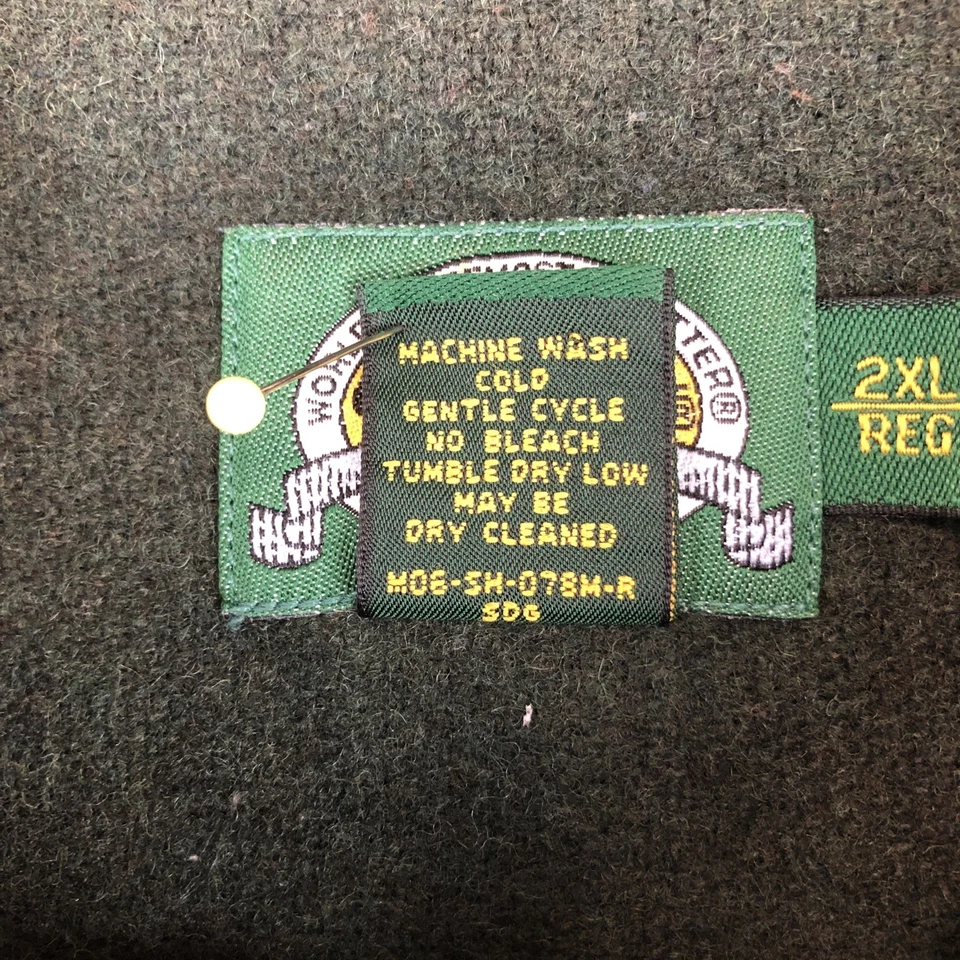 "MOST
MACHINE WASH
COLD
GENTLE CYCLE
NO BLEACH
TUMBLE DRY LOW
MAY BE
DRY CLEANED
M06-SH-078M-R
SDG
2XL
REG